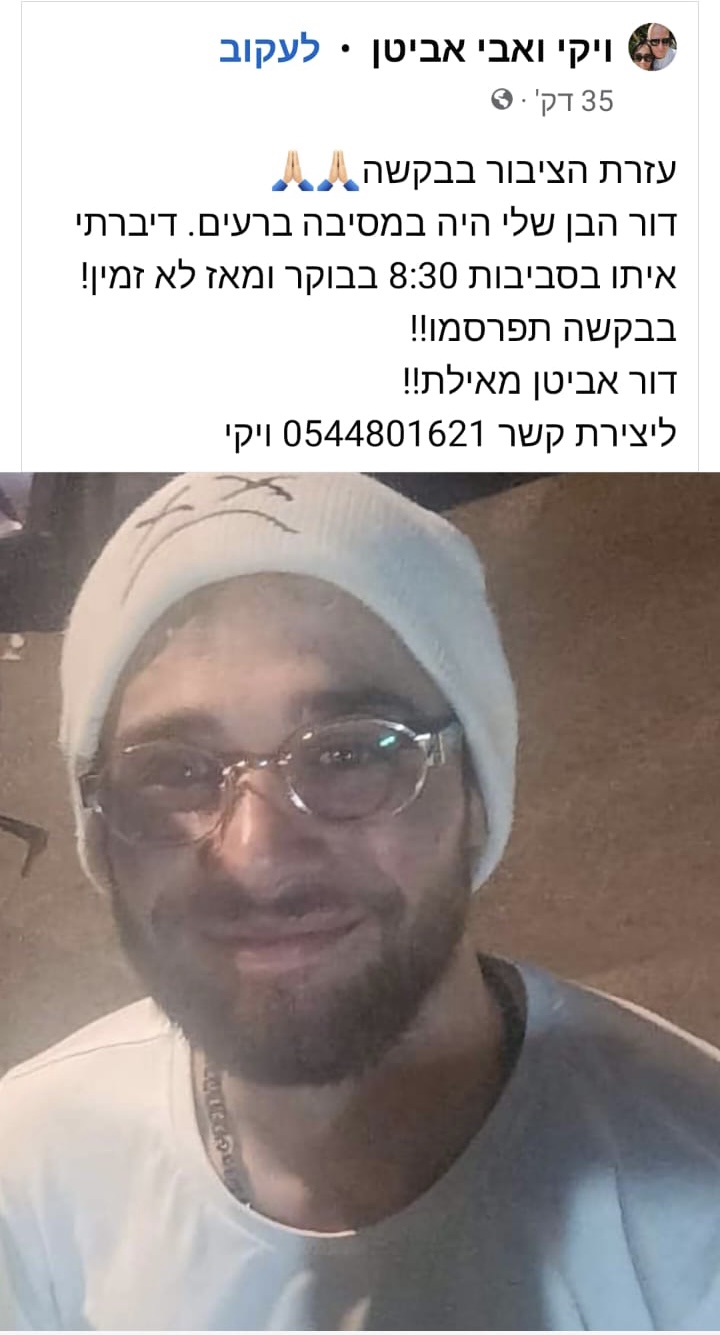 ויקי ואבי אביטן • לעקוב
35 דק' ·
עזרת הציבור בבקשה🙏🏼🙏🏼
דור הבן שלי היה במסיבה ברעים. דיברתי
איתו בסביבות 8:30 בבוקר ומאז לא זמין!
בבקשה תפרסמו!!
דור אביטן מאילת!!
ליצירת קשר 0544801621 ויקי